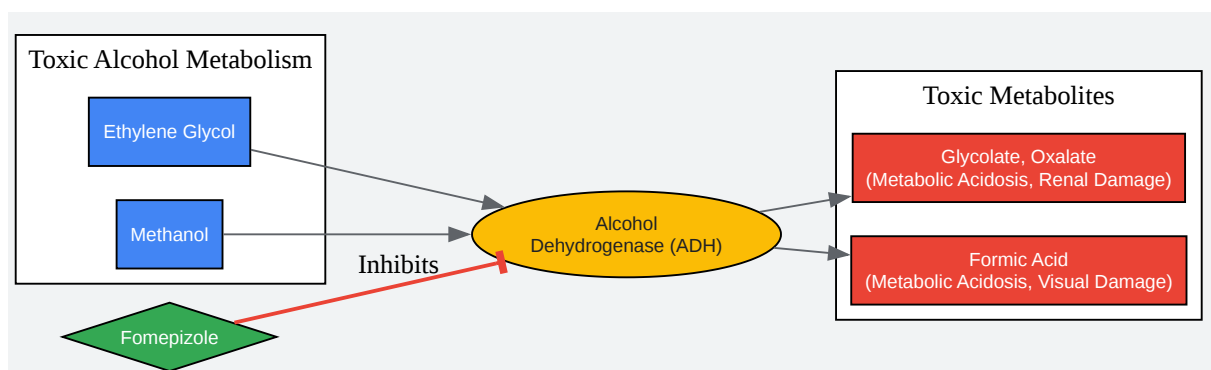 Toxic Alcohol Metabolism
Ethylene Glycol
Methanol
Fomepizole
Inhibits
Alcohol
Dehydrogenase (ADH)
Toxic Metabolites
Glycolate, Oxalate
(Metabolic Acidosis, Renal Damage)
Formic Acid
(Metabolic Acidosis, Visual Damage)